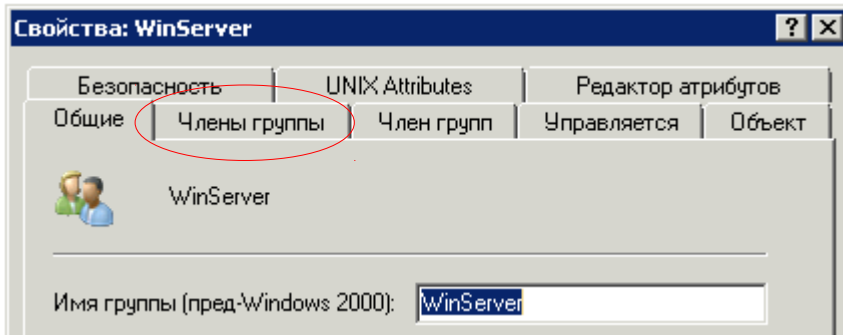 Свойства: WinServer
Безопасность UNIX Attributes Редактор атрибутов
Общие Члены группы Член групп Управляется Объект
WinServer
Имя группы (пред-Windows 2000): WinServer